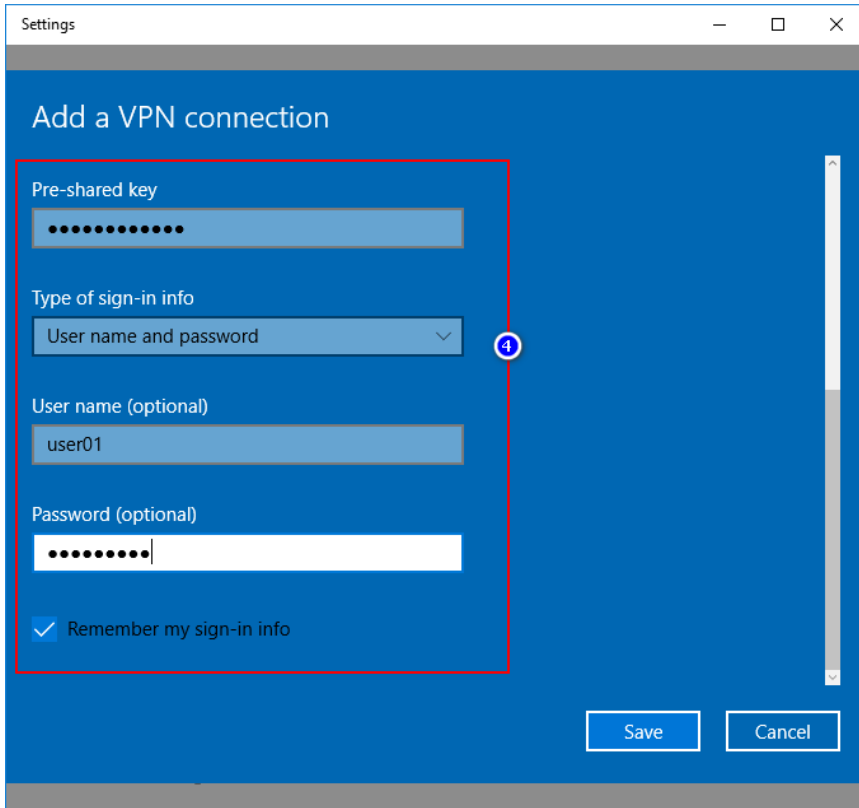 Settings
Add a VPN connection
Pre-shared key
●●●●●●●●●●●●
Type of sign-in info
User name and password
4
User name (optional)
user01
Password (optional)
●●●●●●●●●
Remember my sign-in info
Save Cancel